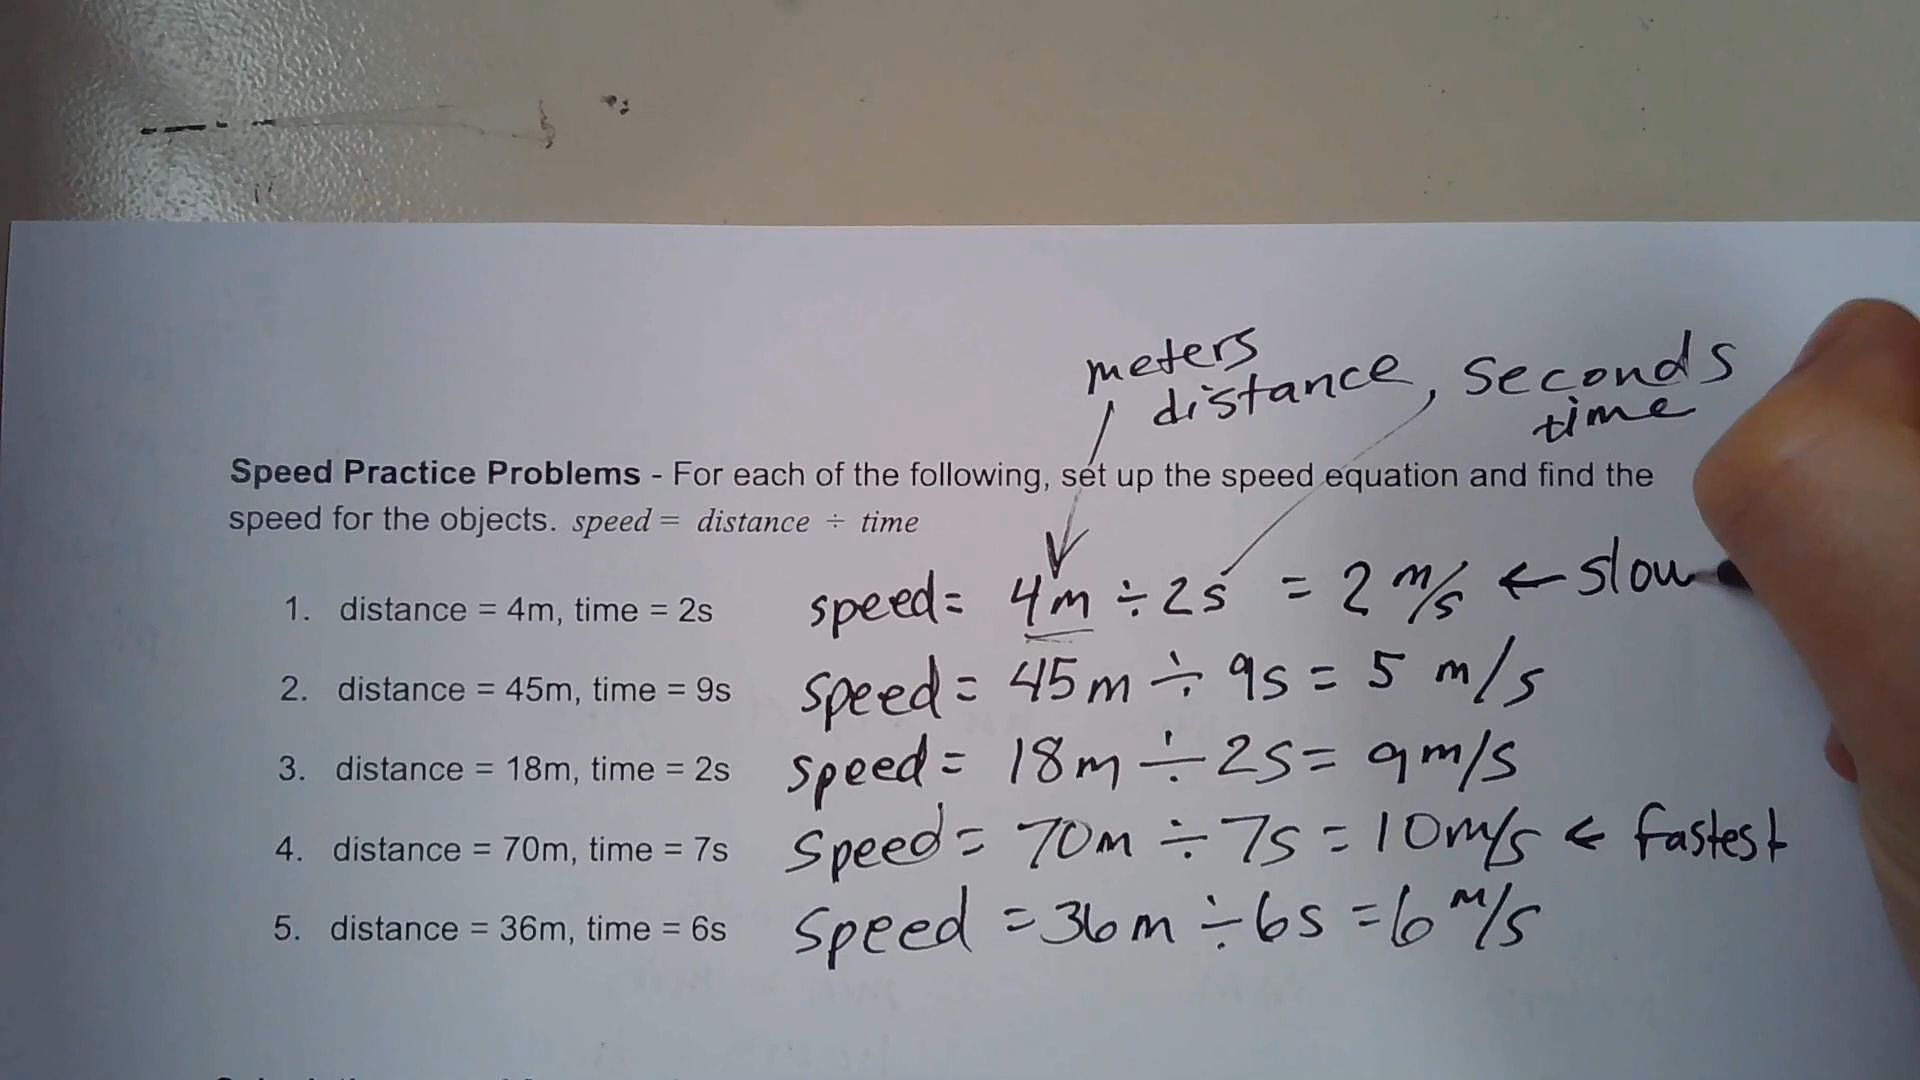 meters
distance, seconds
time
Speed Practice Problems - For each of the following, set up the speed equation and find the
speed for the objects. speed = distance ÷ time
1. distance = 4m, time = 2s speed= 4m ÷ 2s = 2 m/s ← slow
2. distance = 45m, time = 9s speed= 45m ÷ 9s = 5 m/s
3. distance = 18m, time = 2s speed= 18m ÷ 2s= 9m/s
4. distance = 70m, time = 7s speed= 70m ÷ 7s =10m/s ← fastest
5. distance = 36m, time = 6s speed =36m ÷6s =6 m/s